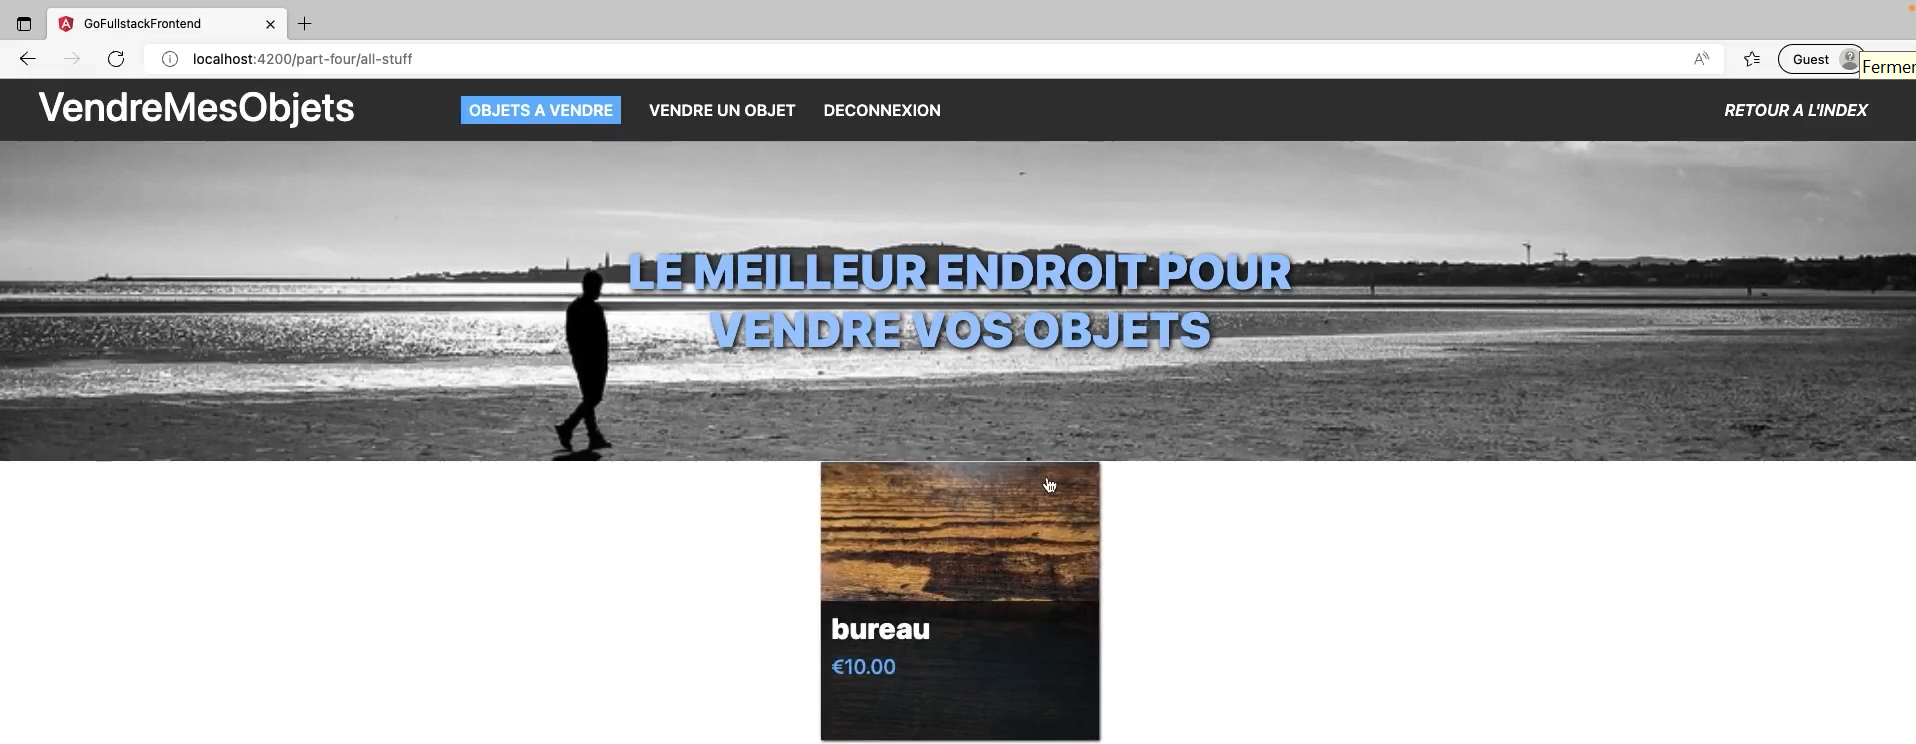 GoFullstackFrontend
localhost:4200/part-four/all-stuff
Guest
Fermer
VendreMesObjets
OBJETS A VENDRE
VENDRE UN OBJET
DECONNEXION
RETOUR A L'INDEX
LE MEILLEUR ENDROIT POUR
VENDRE VOS OBJETS
bureau
€10.00